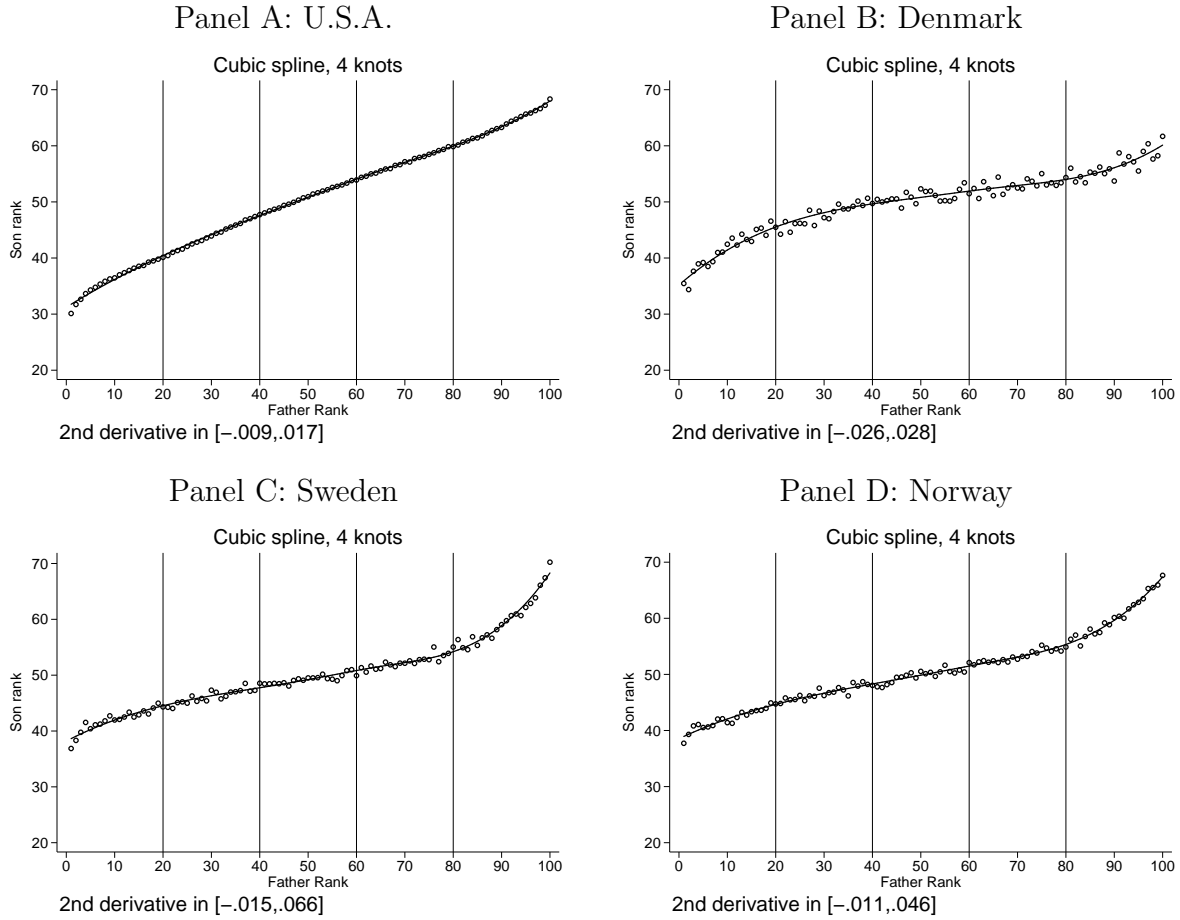 Panel A: U.S.A.
Cubic spline, 4 knots
70
60
50
40
30
20
Son rank
0 10 20 30 40 50 60 70 80 90 100
Father Rank
2nd derivative in [−.009,.017]
Panel B: Denmark
Cubic spline, 4 knots
70
60
50
40
30
20
Son rank
0 10 20 30 40 50 60 70 80 90 100
Father Rank
2nd derivative in [−.026,.028]
Panel C: Sweden
Cubic spline, 4 knots
70
60
50
40
30
20
Son rank
0 10 20 30 40 50 60 70 80 90 100
Father Rank
2nd derivative in [−.015,.066]
Panel D: Norway
Cubic spline, 4 knots
70
60
50
40
30
20
Son rank
0 10 20 30 40 50 60 70 80 90 100
Father Rank
2nd derivative in [−.011,.046]